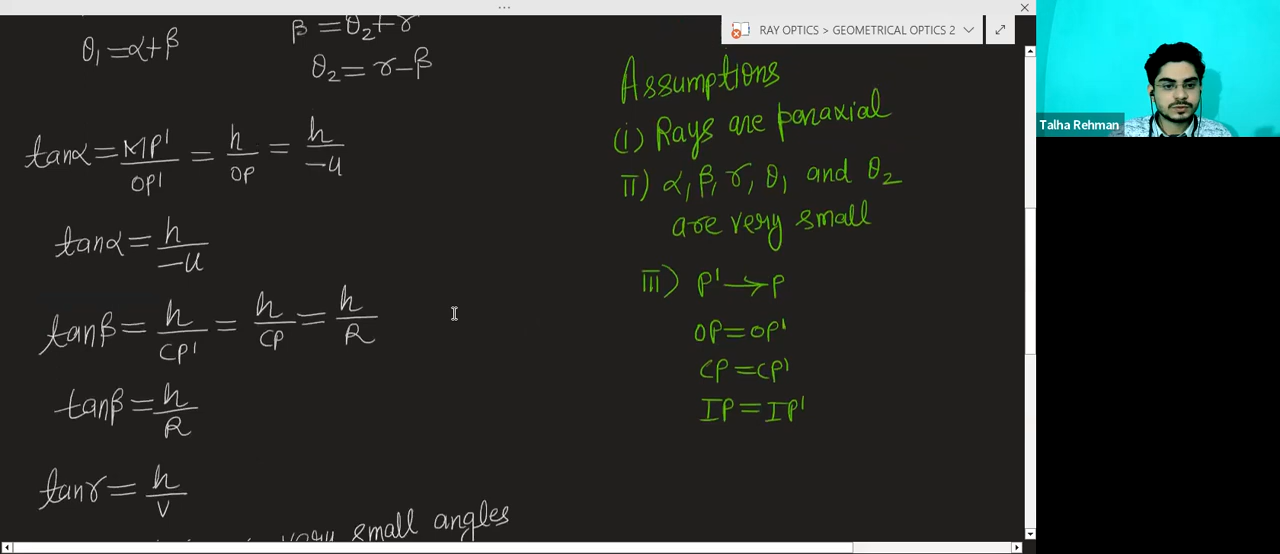 RAY OPTICS > GEOMETRICAL OPTICS 2
Talha Rehman
θ₁ = α + β
β = θ₂ + r
θ₂ = r - β
tanα = MP'/OP' = h/OP = h/-u
tanα = h/-u
tanβ = h/CP' = h/CP = h/R
tanβ = h/R
tanr = h/v
very small angles
Assumptions
(i) Rays are paraxial
II) α, β, r, θ₁ and θ₂
are very small
III) P' → P
OP = OP'
CP = CP'
IP = IP'